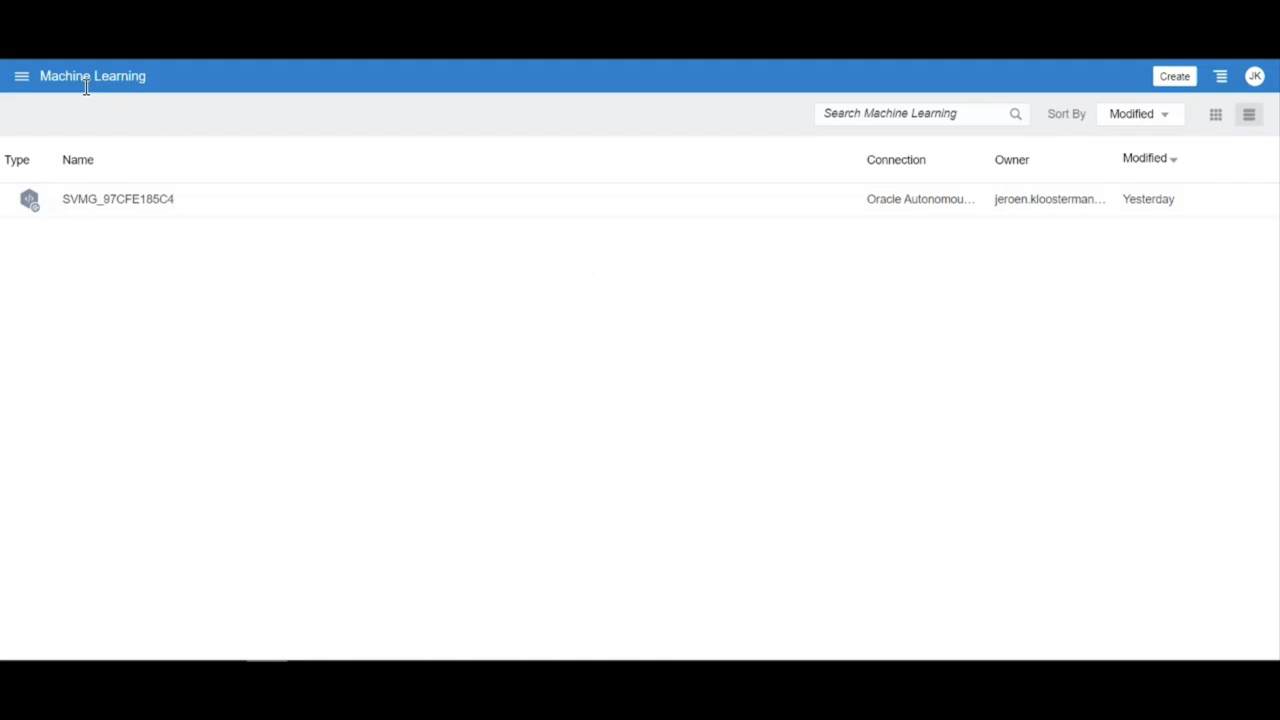 Machine Learning
Create
JK
Search Machine Learning
Sort By
Modified
Type Name Connection Owner Modified
SVMG_97CFE185C4 Oracle Autonomou... jeroen.kloosterman... Yesterday